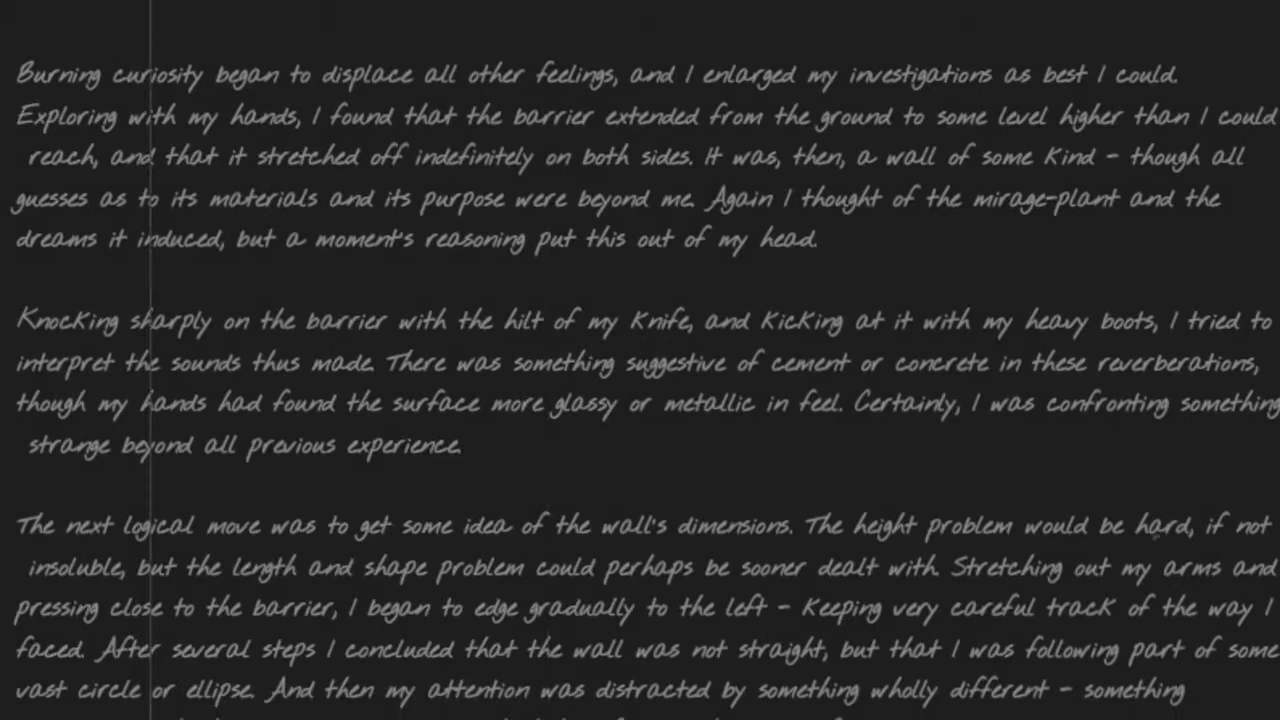 Burning curiosity began to displace all other feelings, and I enlarged my investigations as best I could.
Exploring with my hands, I found that the barrier extended from the ground to some level higher than I could
reach, and that it stretched off indefinitely on both sides. It was, then, a wall of some kind - though all
guesses as to its materials and its purpose were beyond me. Again I thought of the mirage-plant and the
dreams it induced, but a moment's reasoning put this out of my head.
Knocking sharply on the barrier with the hilt of my knife, and kicking at it with my heavy boots, I tried to
interpret the sounds thus made. There was something suggestive of cement or concrete in these reverberations,
though my hands had found the surface more glassy or metallic in feel. Certainly, I was confronting something
strange beyond all previous experience.
The next logical move was to get some idea of the wall's dimensions. The height problem would be hard, if not
insoluble, but the length and shape problem could perhaps be sooner dealt with. Stretching out my arms and
pressing close to the barrier, I began to edge gradually to the left - keeping very careful track of the way I
faced. After several steps I concluded that the wall was not straight, but that I was following part of some
vast circle or ellipse. And then my attention was distracted by something wholly different - something